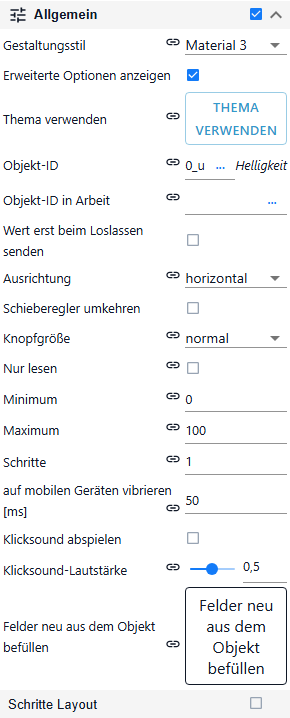 Allgemein
Gestaltungsstil Material 3
Erweiterte Optionen anzeigen
Thema verwenden THEMA
VERWENDEN
Objekt-ID 0_u ... Helligkeit
Objekt-ID in Arbeit ...
Wert erst beim Loslassen
senden
Ausrichtung horizontal
Schieberegler umkehren
Knopfgröße normal
Nur lesen
Minimum 0
Maximum 100
Schritte 1
auf mobilen Geräten vibrieren
[ms] 50
Klicksound abspielen
Klicksound-Lautstärke 0,5
Felder neu aus dem Objekt
befüllen
Felder neu
aus dem
Objekt
befüllen
Schritte Layout